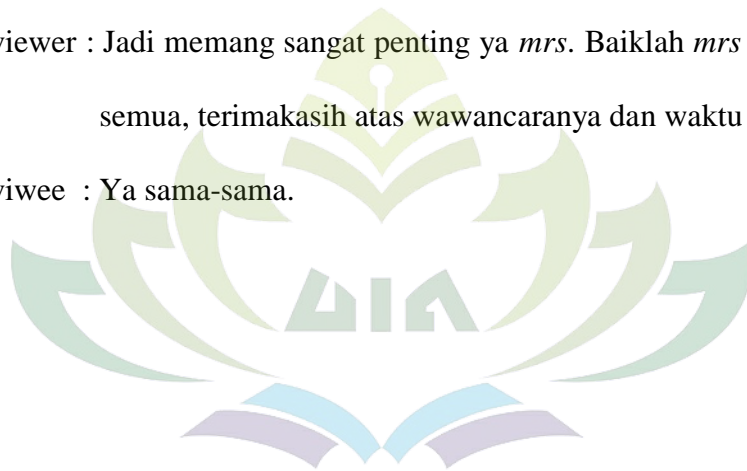 viewer : Jadi memang sangat penting ya mrs. Baiklah mrs
semua, terimakasih atas wawancaranya dan waktu
viwee : Ya sama-sama.
UIN